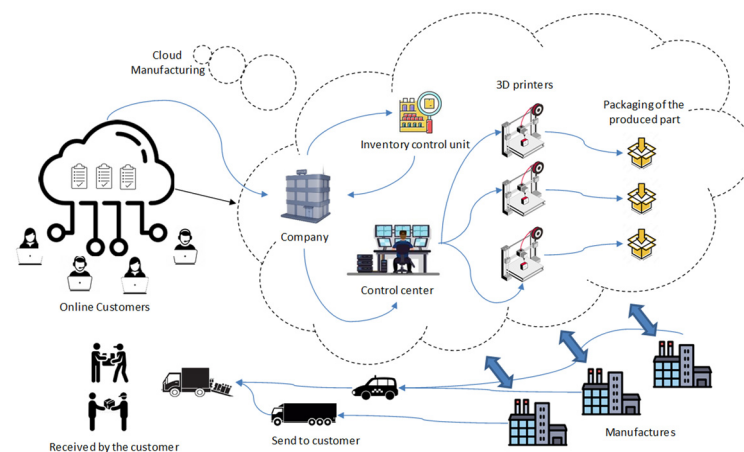 Cloud
Manufacturing
3D printers
Packaging of the
produced part
Inventory control unit
Company
Control center
Online Customers
Manufactures
Send to customer
Received by the customer